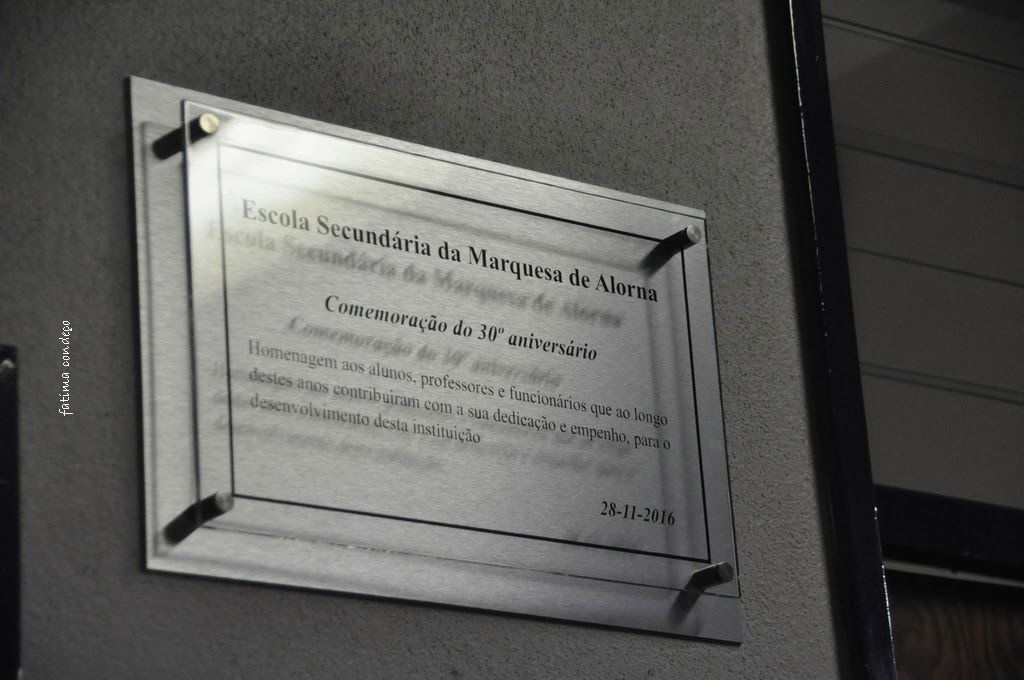 Escola Secundária da Marquesa de Alorna
Comemoração do 30º aniversário
Homenagem aos alunos, professores e funcionários que ao longo
destes anos contribuiram com a sua dedicação e empenho, para o
desenvolvimento desta instituição
28-11-2016
fatima condeço